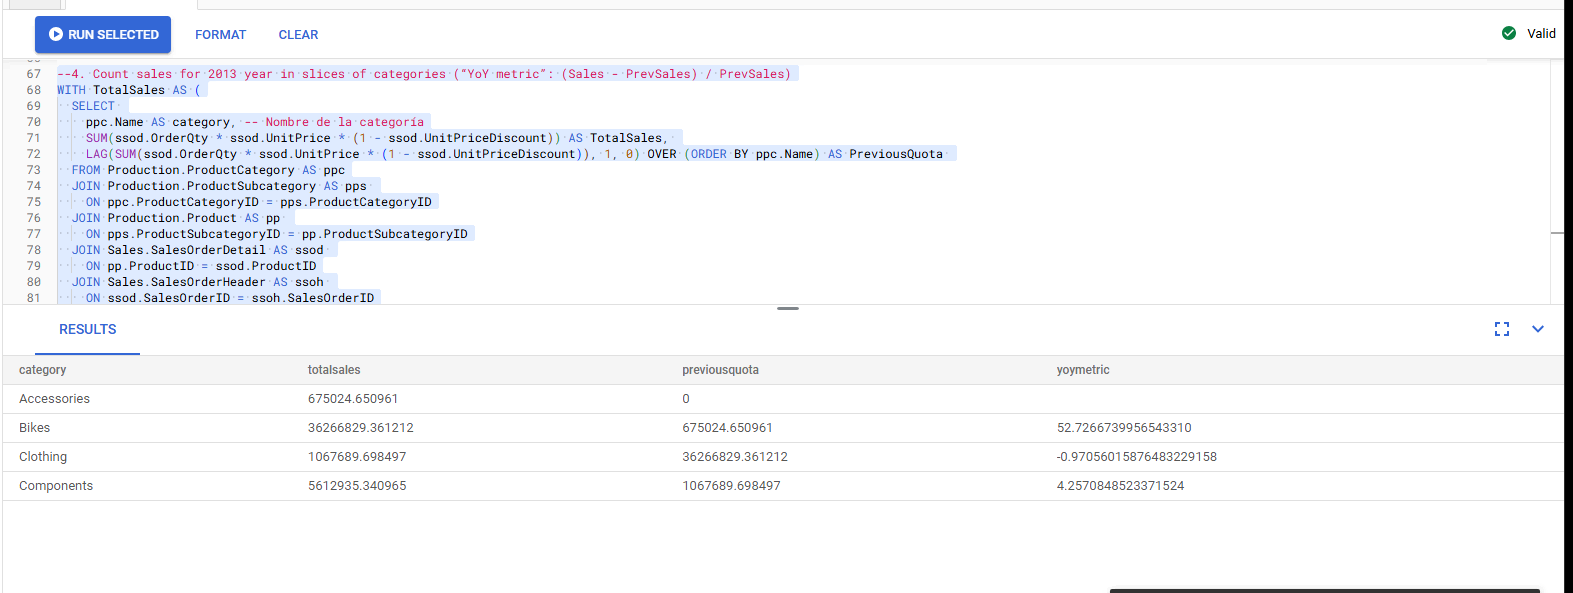 RUN SELECTED FORMAT CLEAR Valid
67 --4. Count sales for 2013 year in slices of categories (“YoY metric”: (Sales - PrevSales) / PrevSales)
68 WITH TotalSales AS (
69 SELECT
70 ppc.Name AS category, -- Nombre de la categoría
71 SUM(ssod.OrderQty * ssod.UnitPrice * (1 - ssod.UnitPriceDiscount)) AS TotalSales,
72 LAG(SUM(ssod.OrderQty * ssod.UnitPrice * (1 - ssod.UnitPriceDiscount)), 1, 0) OVER (ORDER BY ppc.Name) AS PreviousQuota
73 FROM Production.ProductCategory AS ppc
74 JOIN Production.ProductSubcategory AS pps
75 ON ppc.ProductCategoryID = pps.ProductCategoryID
76 JOIN Production.Product AS pp
77 ON pps.ProductSubcategoryID = pp.ProductSubcategoryID
78 JOIN Sales.SalesOrderDetail AS ssod
79 ON pp.ProductID = ssod.ProductID
80 JOIN Sales.SalesOrderHeader AS ssoh
81 ON ssod.SalesOrderID = ssoh.SalesOrderID
RESULTS
category totalsales previousquota yoymetric
Accessories 675024.650961 0
Bikes 36266829.361212 675024.650961 52.7266739956543310
Clothing 1067689.698497 36266829.361212 -0.97056015876483229158
Components 5612935.340965 1067689.698497 4.2570848523371524